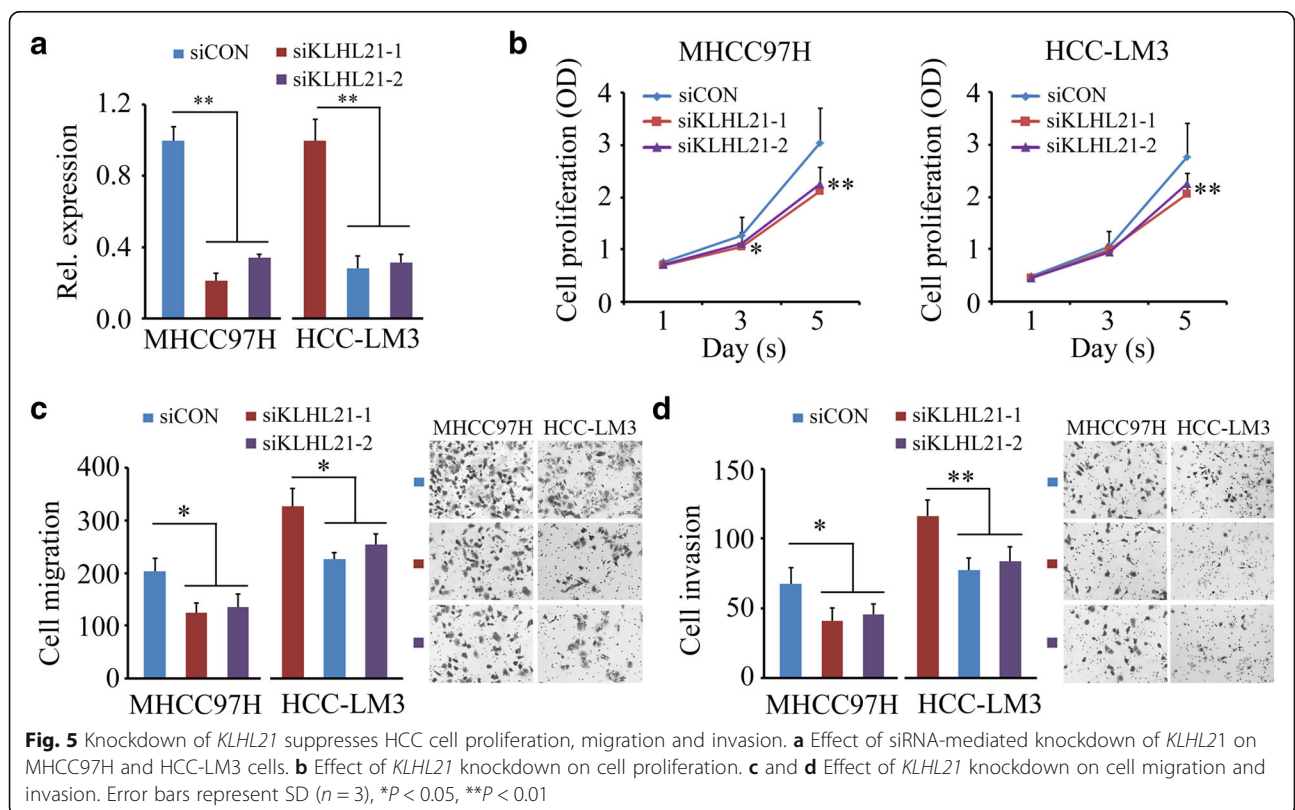 a
siCON
siKLHL21-1
siKLHL21-2
Rel. expression
1.2
0.8
0.4
0.0
**
**
MHCC97H
HCC-LM3
b
MHCC97H
Cell proliferation (OD)
4
3
2
1
0
siCON
siKLHL21-1
siKLHL21-2
*
**
1 3 5
Day (s)
HCC-LM3
Cell proliferation (OD)
4
3
2
1
0
siCON
siKLHL21-1
siKLHL21-2
**
1 3 5
Day (s)
c
siCON
siKLHL21-1
siKLHL21-2
Cell migration
400
300
200
100
0
*
*
MHCC97H
HCC-LM3
MHCC97H HCC-LM3
d
siCON
siKLHL21-1
siKLHL21-2
Cell invasion
150
100
50
0
*
**
MHCC97H
HCC-LM3
MHCC97H HCC-LM3
Fig. 5 Knockdown of KLHL21 suppresses HCC cell proliferation, migration and invasion. a Effect of siRNA-mediated knockdown of KLHL21 on
MHCC97H and HCC-LM3 cells. b Effect of KLHL21 knockdown on cell proliferation. c and d Effect of KLHL21 knockdown on cell migration and
invasion. Error bars represent SD (n = 3), *P < 0.05, **P < 0.01